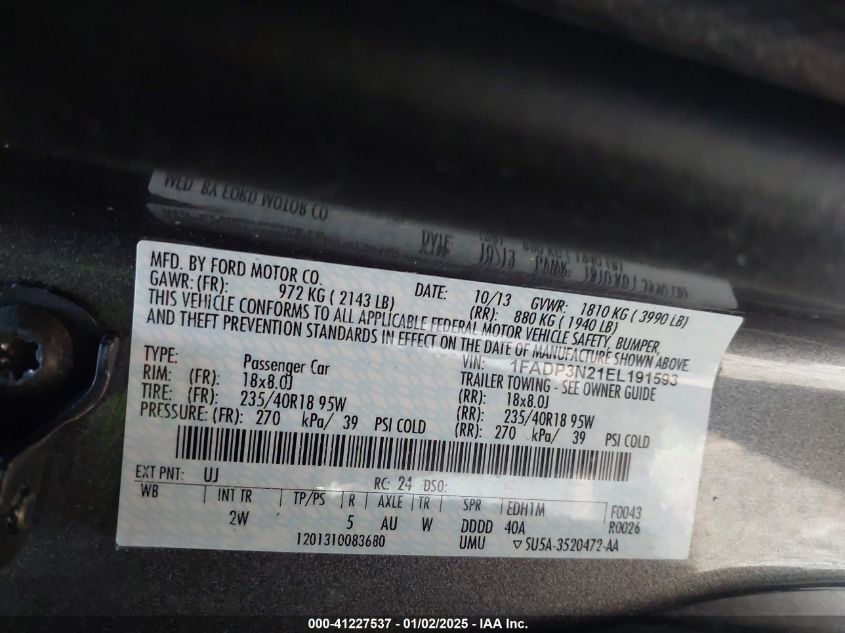 MFD. BY FORD MOTOR CO.
DATE: 10/13 GVWR: 1810 KG ( 3990 LB)
GAWR: (FR): 972 KG ( 2143 LB) (RR): 880 KG ( 1940 LB)
THIS VEHICLE CONFORMS TO ALL APPLICABLE FEDERAL MOTOR VEHICLE SAFETY, BUMPER,
AND THEFT PREVENTION STANDARDS IN EFFECT ON THE DATE OF MANUFACTURE SHOWN ABOVE.
VIN: 1FADP3N21EL191593
TYPE: Passenger Car TRAILER TOWING - SEE OWNER GUIDE
RIM: (FR): 18x8.0J (RR): 18x8.0J
TIRE: (FR): 235/40R18 95W (RR): 235/40R18 95W
PRESSURE: (FR): 270 kPa/ 39 PSI COLD (RR): 270 kPa/ 39 PSI COLD
EXT PNT: UJ RC: 24 DSO:
WB INT TR TP/PS R AXLE TR SPR EDH1M F0043
2W 5 AU W DDDD 40A R0026
1201310083680 UMU ▽5U5A-3520472-AA
000-41227537 - 01/02/2025 - IAA Inc.